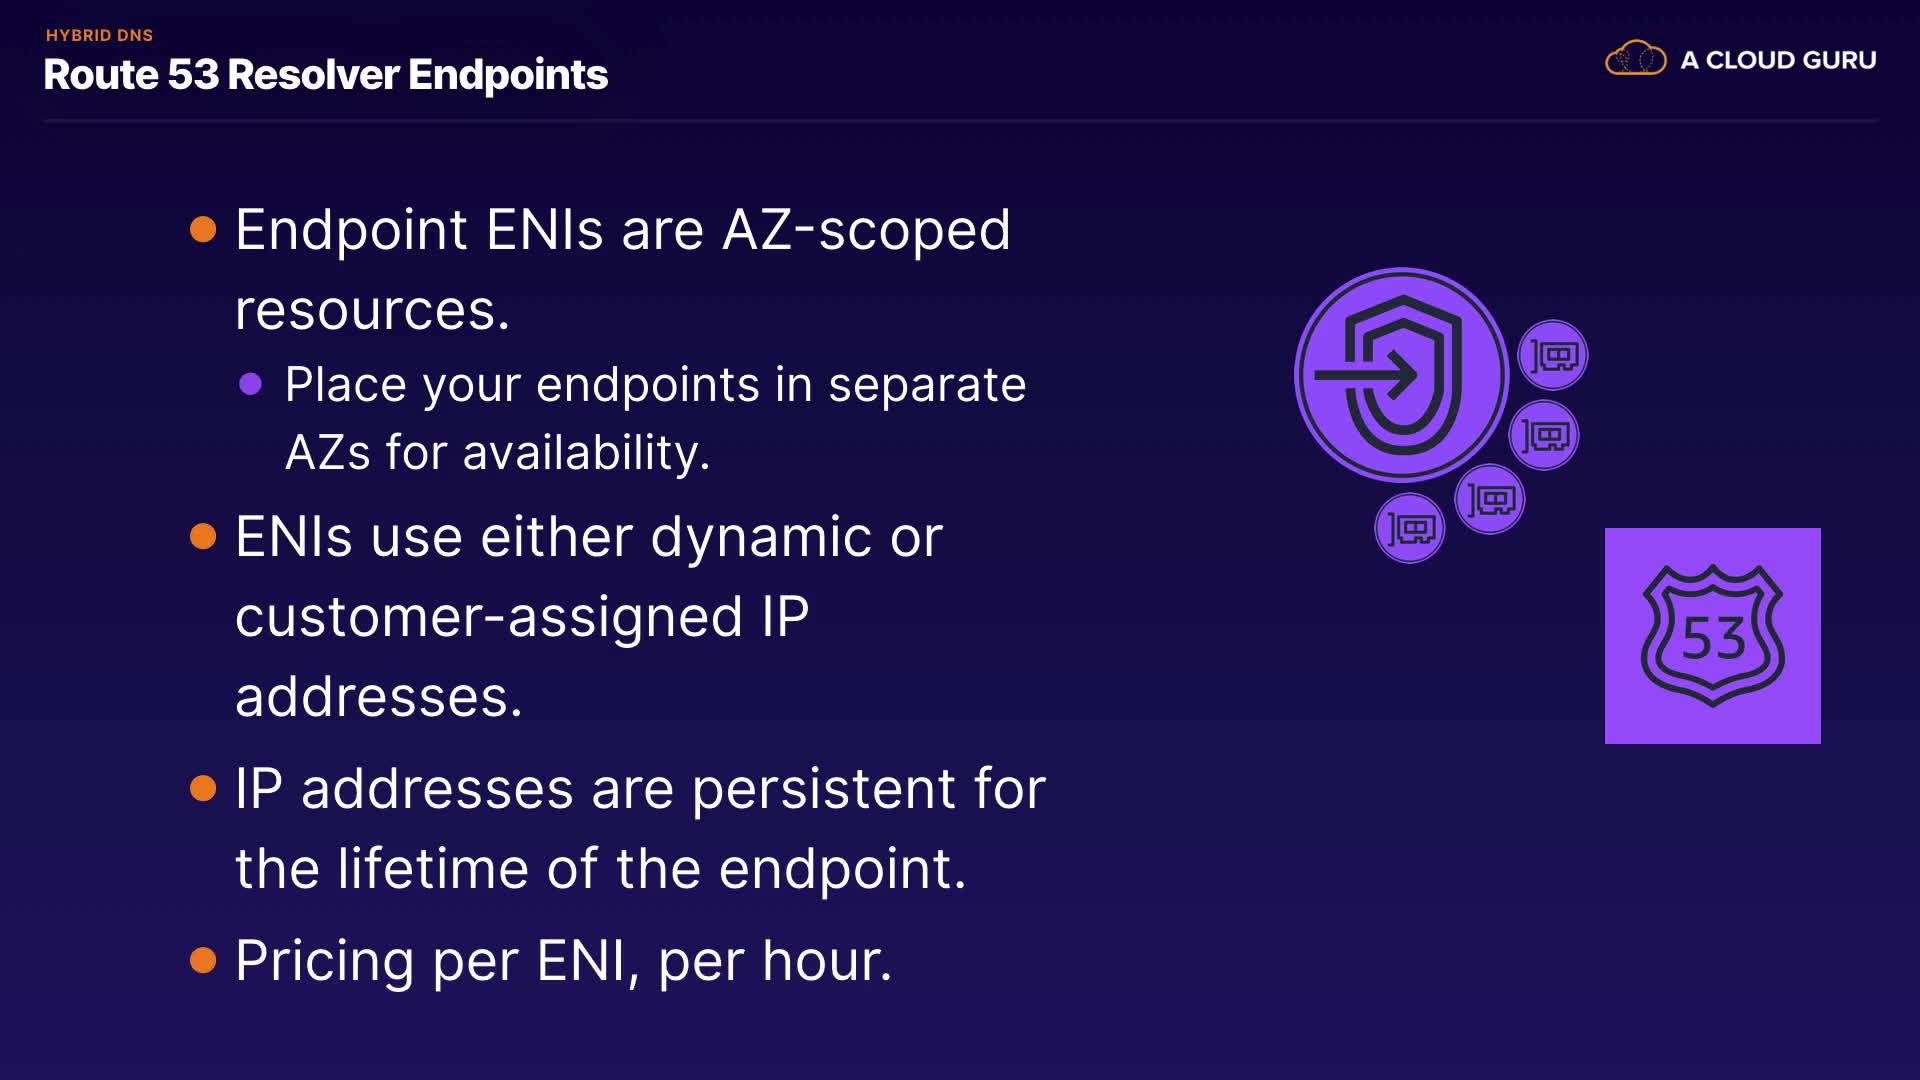 HYBRID DNS
Route 53 Resolver Endpoints
A CLOUD GURU
Endpoint ENIs are AZ-scoped
resources.
Place your endpoints in separate
AZs for availability.
ENIs use either dynamic or
customer-assigned IP
addresses.
IP addresses are persistent for
the lifetime of the endpoint.
Pricing per ENI, per hour.
53